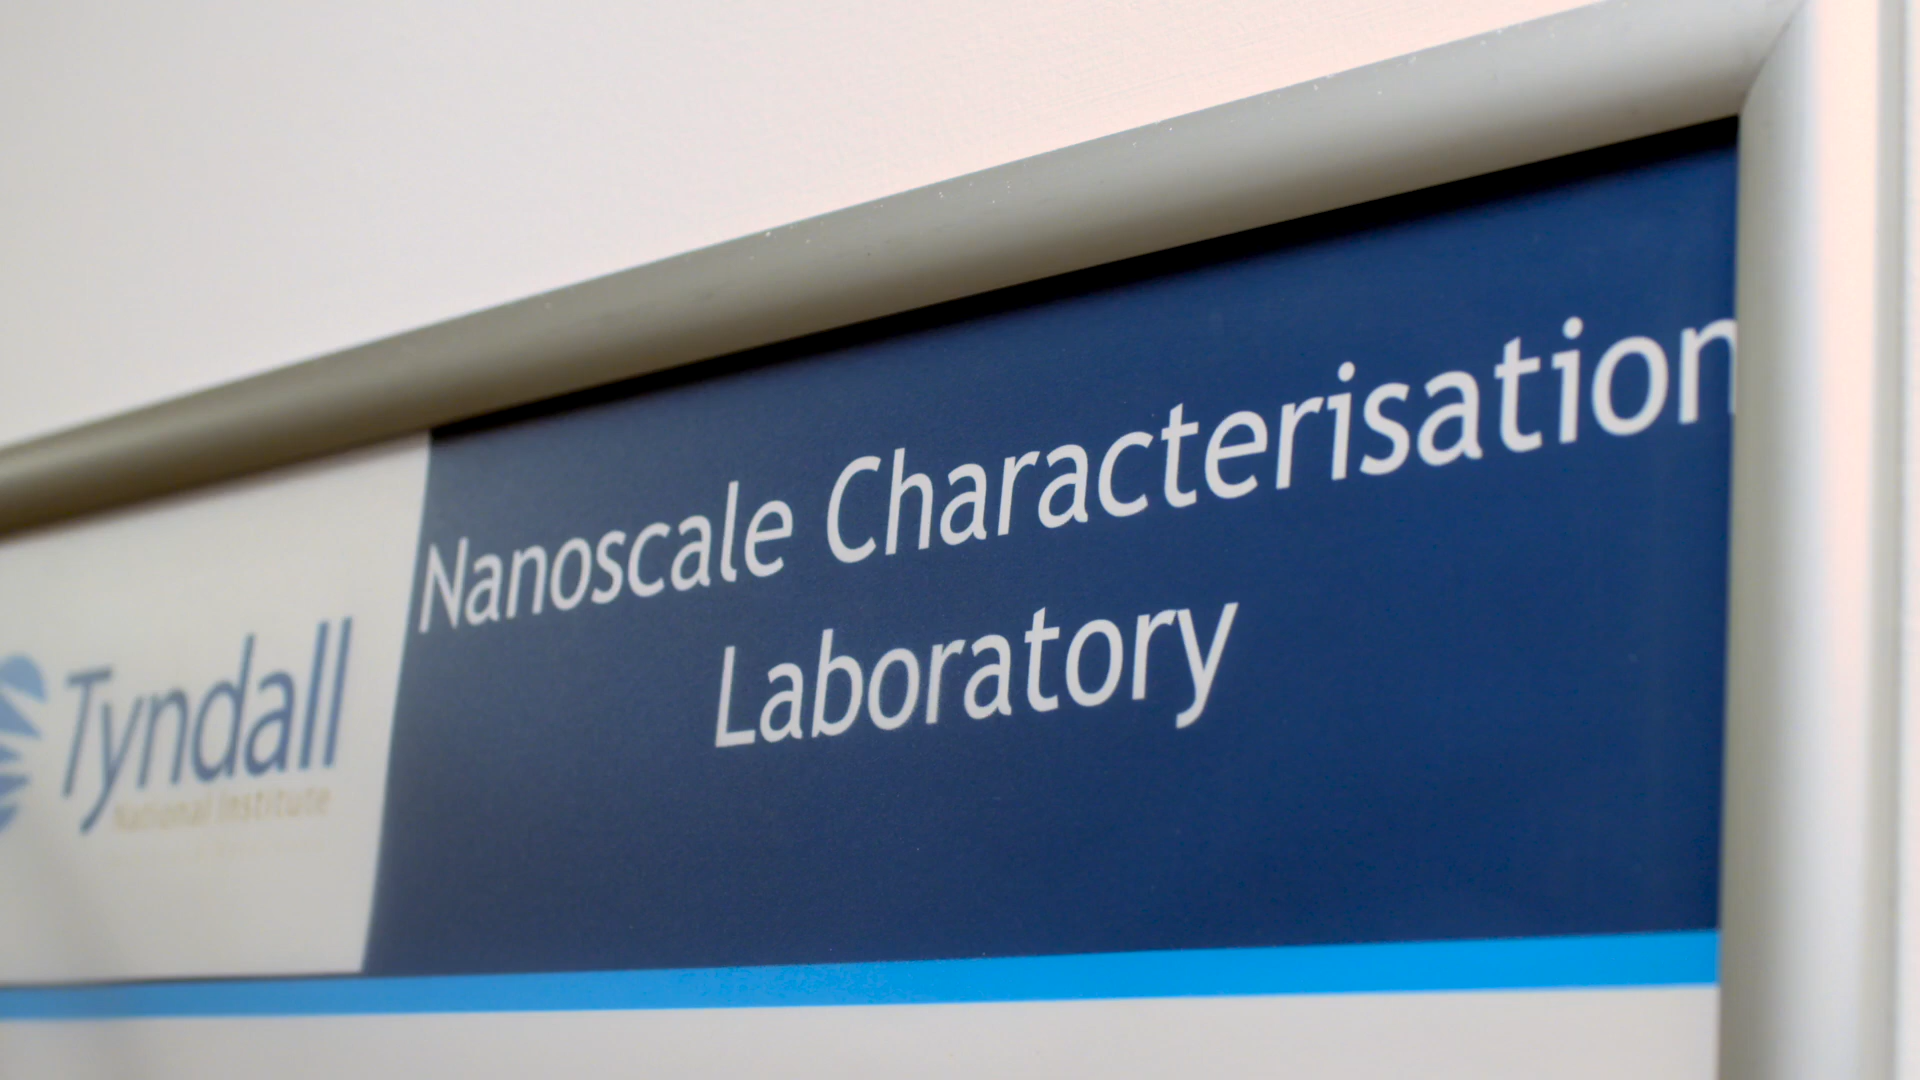 Nanoscale Characterisation
Laboratory
Tyndall
National Institute